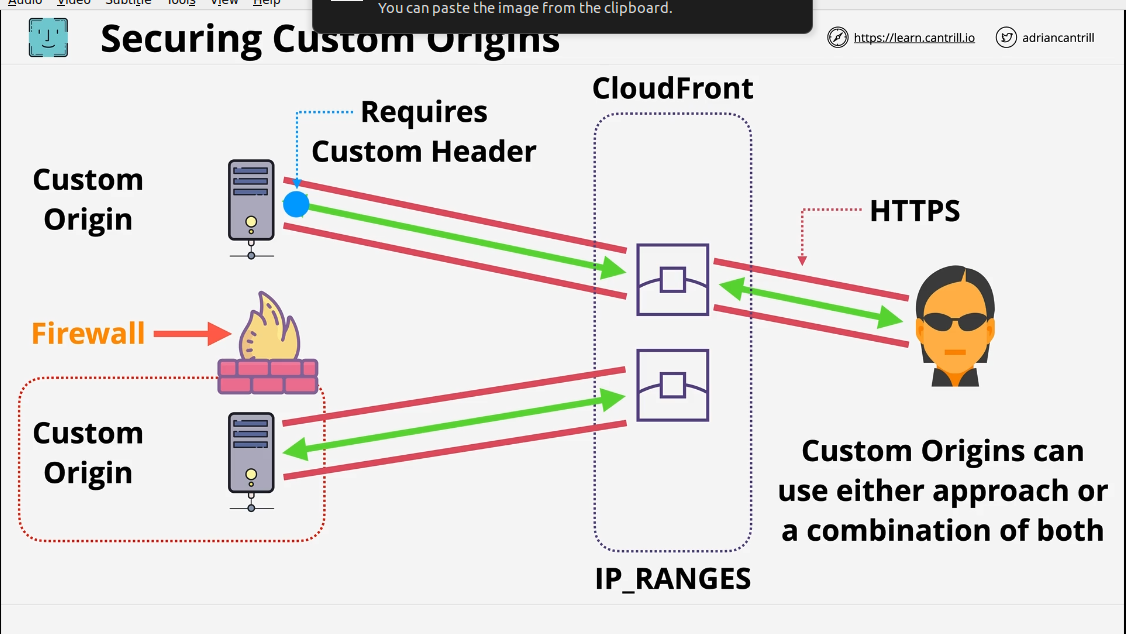 Audio Video Subtitle Tools View Help
You can paste the image from the clipboard.
Securing Custom Origins
https://learn.cantrill.io
adriancantrill
CloudFront
Requires
Custom Header
Custom
Origin
HTTPS
Firewall
Custom
Origin
Custom Origins can
use either approach or
a combination of both
IP_RANGES